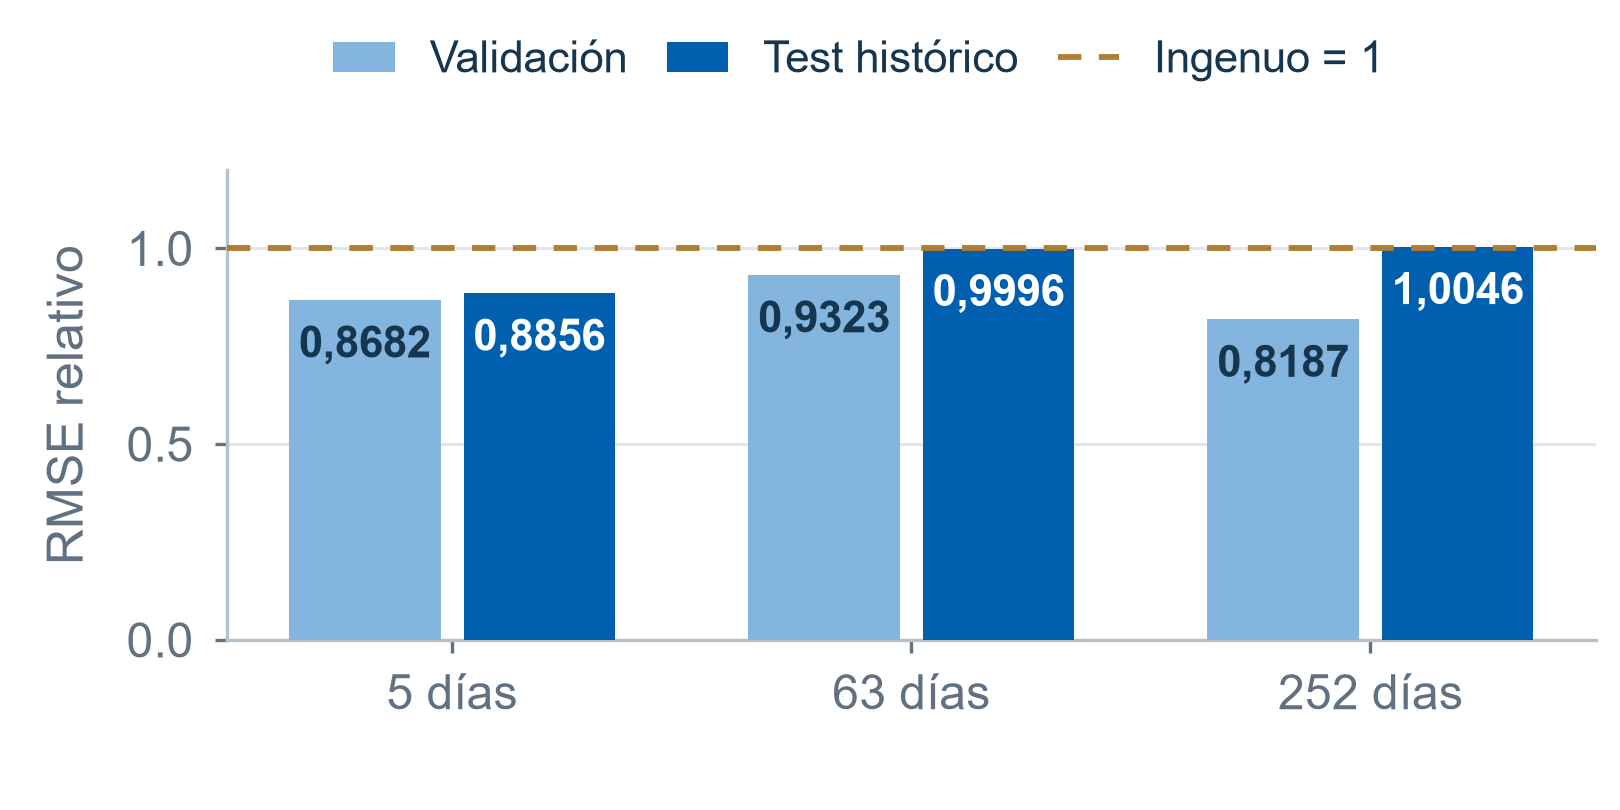 Validación Test histórico Ingenuo = 1
RMSE relativo
1.0
0.5
0.0
0,8682 0,8856 0,9323 0,9996 0,8187 1,0046
5 días 63 días 252 días